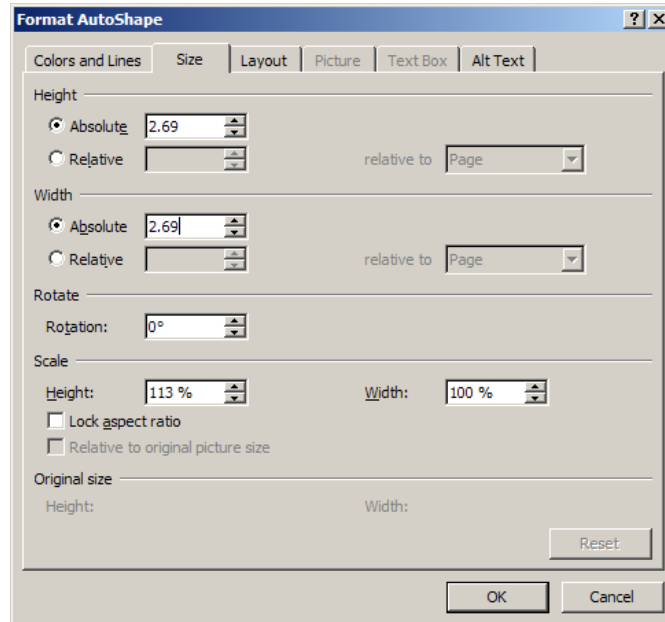 Format AutoShape
Colors and Lines Size Layout Picture Text Box Alt Text
Height
Absolute 2.69
Relative relative to Page
Width
Absolute 2.69
Relative relative to Page
Rotate
Rotation: 0°
Scale
Height: 113 % Width: 100 %
Lock aspect ratio
Relative to original picture size
Original size
Height: Width:
Reset
OK Cancel